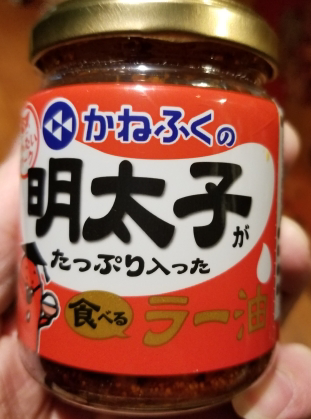 かねふくの
明太子が
たっぷり入った
食べる
ラー油